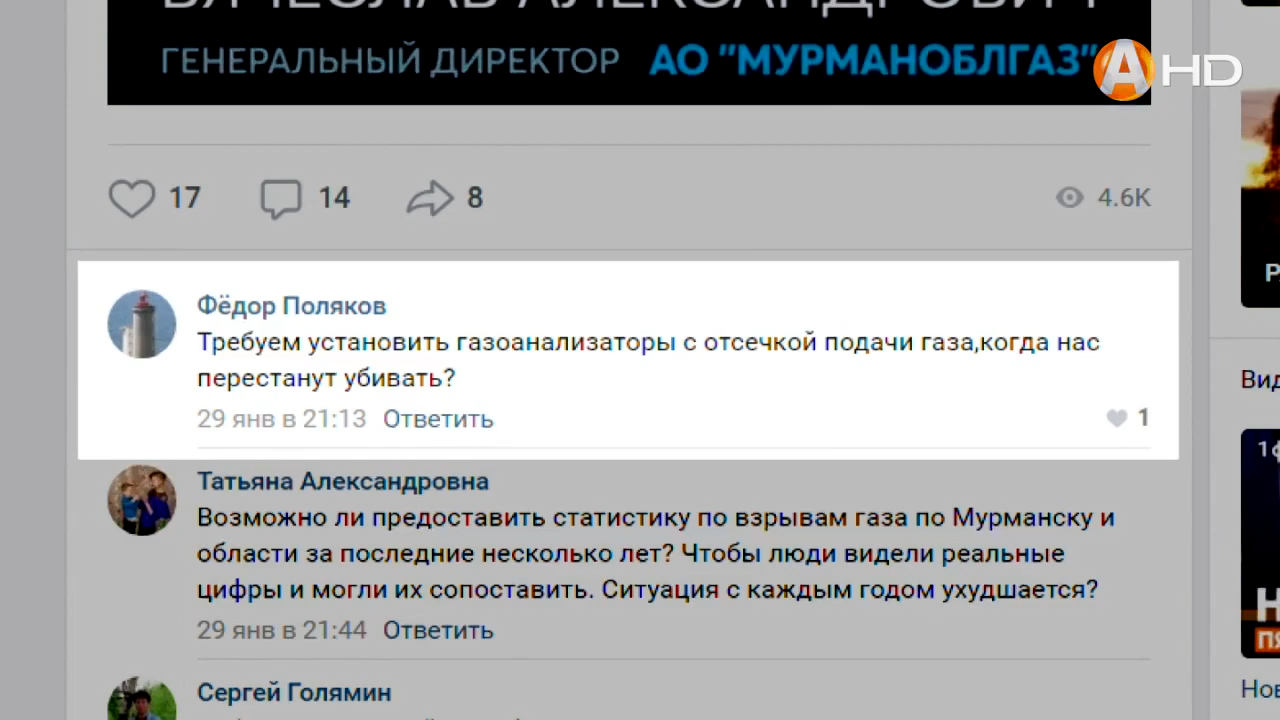 ВЯЧЕСЛАВ АЛЕКСАНДРОВИЧ
ГЕНЕРАЛЬНЫЙ ДИРЕКТОР АО "МУРМАНОБЛГАЗ"
А HD
17 14 8 4.6K
Фёдор Поляков
Требуем установить газоанализаторы с отсечкой подачи газа,когда нас
перестанут убивать?
29 янв в 21:13 Ответить 1
Татьяна Александровна
Возможно ли предоставить статистику по взрывам газа по Мурманску и
области за последние несколько лет? Чтобы люди видели реальные
цифры и могли их сопоставить. Ситуация с каждым годом ухудшается?
29 янв в 21:44 Ответить
Сергей Голямин